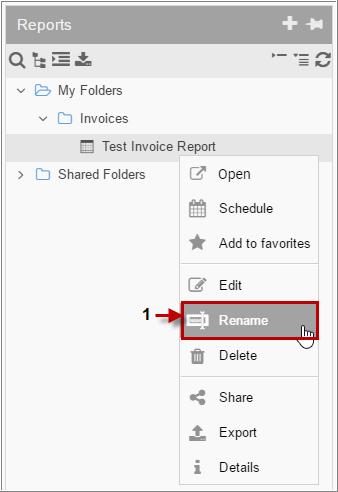 Reports
My Folders
Invoices
Test Invoice Report
Shared Folders
Open
Schedule
Add to favorites
Edit
1
Rename
Delete
Share
Export
Details